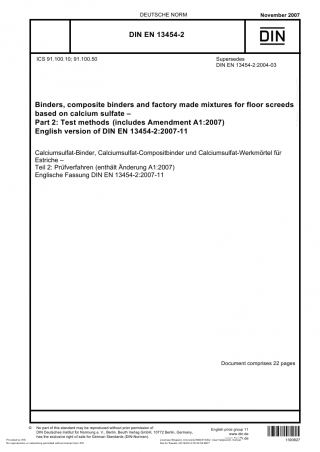 DEUTSCHE NORM
November 2007
DIN EN 13454-2
DIN
ICS 91.100.10; 91.100.50
Supersedes
DIN EN 13454-2:2004-03
Binders, composite binders and factory made mixtures for floor screeds
based on calcium sulfate –
Part 2: Test methods (includes Amendment A1:2007)
English version of DIN EN 13454-2:2007-11
Calciumsulfat-Binder, Calciumsulfat-Compositbinder und Calciumsulfat-Werkmörtel für
Estriche –
Teil 2: Prüfverfahren (enthält Änderung A1:2007)
Englische Fassung DIN EN 13454-2:2007-11
Document comprises 22 pages
© No part of this standard may be reproduced without prior permission of
DIN Deutsches Institut für Normung e. V., Berlin. Beuth Verlag GmbH, 10772 Berlin, Germany,
has the exclusive right of sale for German Standards (DIN-Normen).
English price group 11
www.din.de